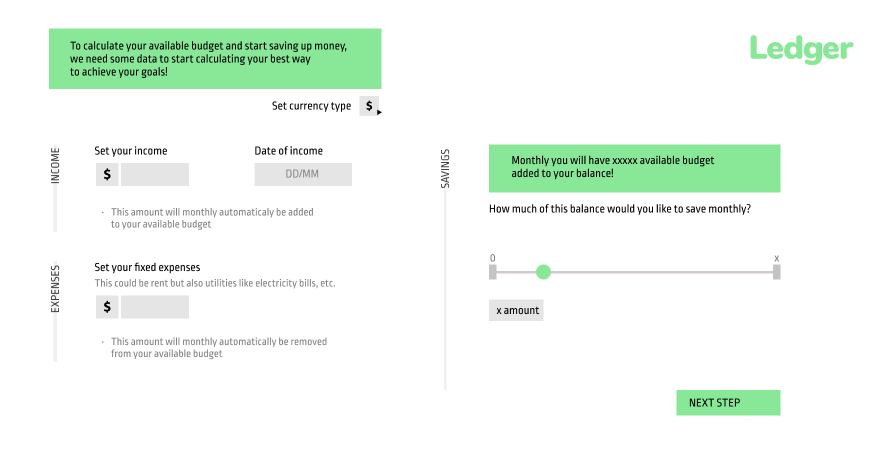 To calculate your available budget and start saving up money,
we need some data to start calculating your best way
to achieve your goals!
Ledger
Set currency type $
INCOME
Set your income
Date of income
$
DD/MM
· This amount will monthly automaticaly be added
to your available budget
EXPENSES
Set your fixed expenses
This could be rent but also utilities like electricity bills, etc.
$
· This amount will monthly automatically be removed
from your available budget
SAVINGS
Monthly you will have xxxxx available budget
added to your balance!
How much of this balance would you like to save monthly?
0
x
x amount
NEXT STEP